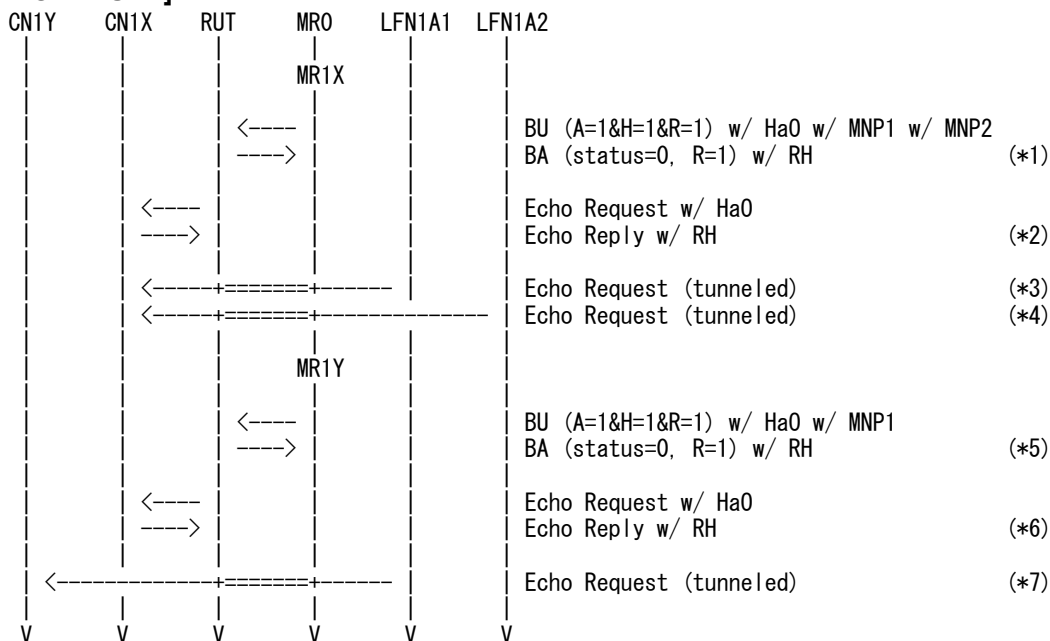 CN1Y CN1X RUT MR0 LFN1A1 LFN1A2
MR1X
BU (A=1&H=1&R=1) w/ HaO w/ MNP1 w/ MNP2
BA (status=0, R=1) w/ RH (*1)
Echo Request w/ HaO
Echo Reply w/ RH (*2)
Echo Request (tunneled) (*3)
Echo Request (tunneled) (*4)
MR1Y
BU (A=1&H=1&R=1) w/ HaO w/ MNP1
BA (status=0, R=1) w/ RH (*5)
Echo Request w/ HaO
Echo Reply w/ RH (*6)
Echo Request (tunneled) (*7)
V V V V V V